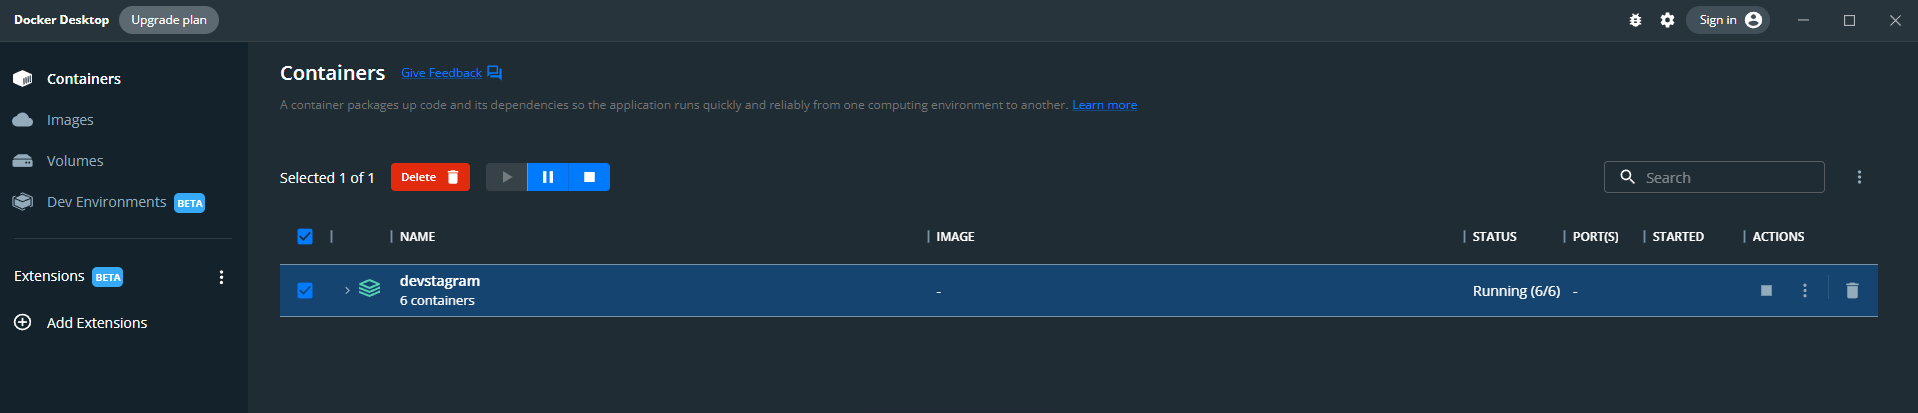 Docker Desktop Upgrade plan Sign in
Containers
Images
Volumes
Dev Environments BETA
Extensions BETA
Add Extensions
Containers Give Feedback
A container packages up code and its dependencies so the application runs quickly and reliably from one computing environment to another. Learn more
Selected 1 of 1 Delete Search
NAME IMAGE STATUS PORT(S) STARTED ACTIONS
devstagram
6 containers - Running (6/6) -